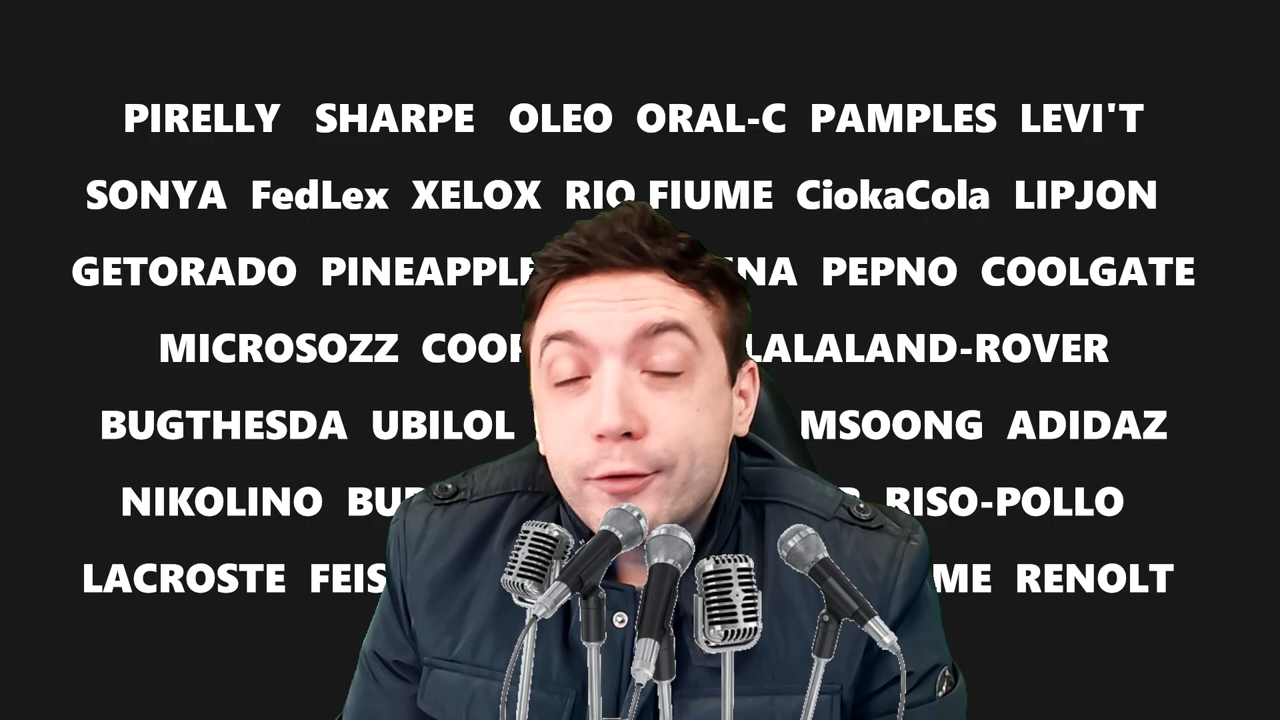 PIRELLY SHARPE OLEO ORAL-C PAMPLES LEVI'T
SONYA FedLex XELOX RIO FIUME CiokaCola LIPJON
GETORADO PINEAPPLE PEPNO COOLGATE
MICROSOZZ LALALAND-ROVER
BUGTHESDA UBILOL MSOONG ADIDAZ
NIKOLINO RISO-POLLO
LACROSTE RENOLT